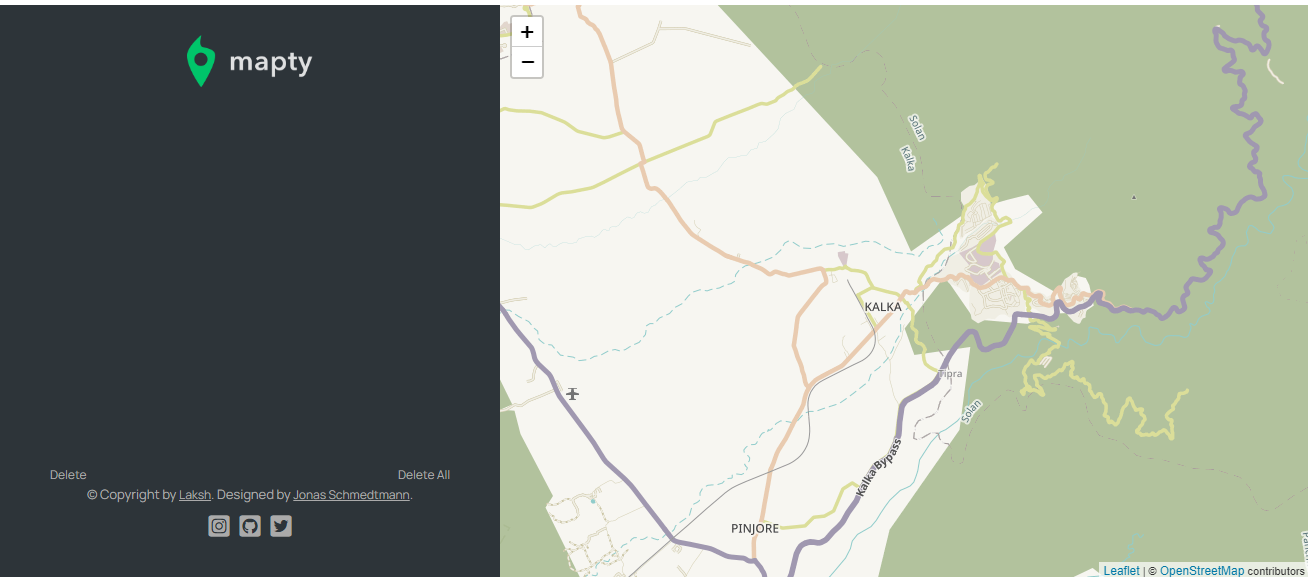 mapty
Delete
Delete All
© Copyright by Laksh. Designed by Jonas Schmedtmann.
+
−
Solan
Kalka
KALKA
Tipra
Solan
Kalka Bypass
PINJORE
Leaflet | © OpenStreetMap contributors